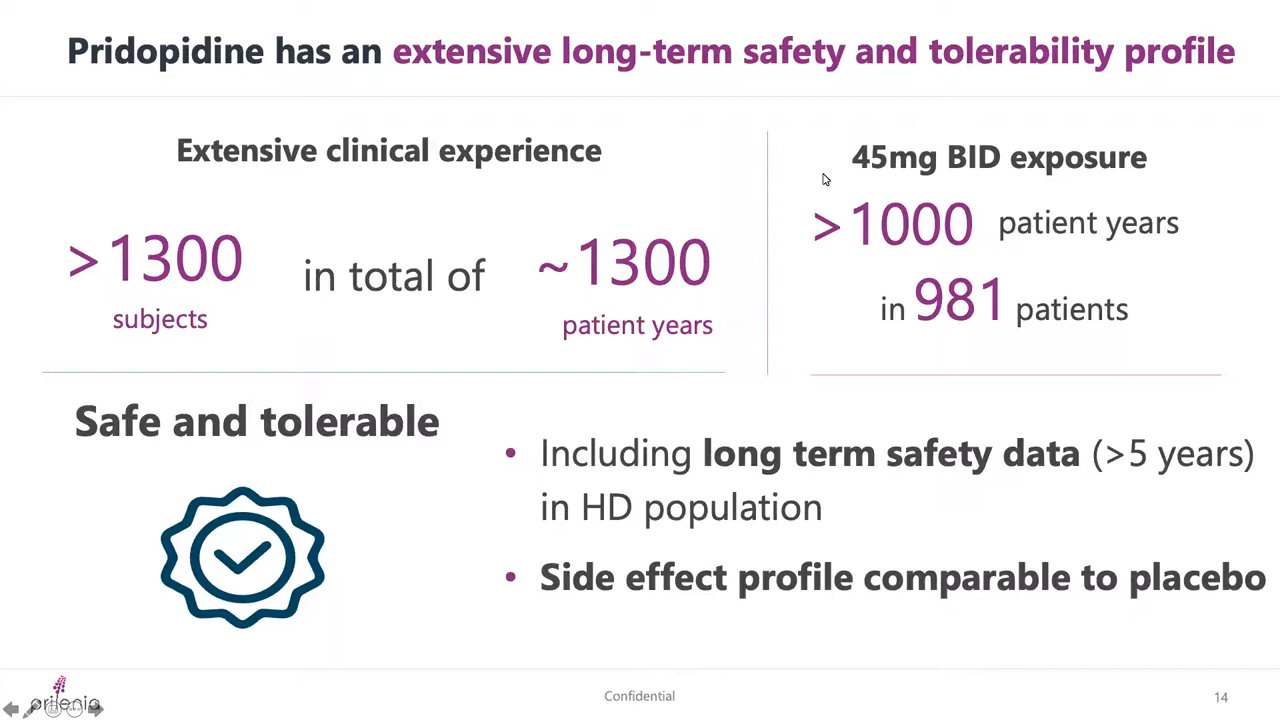 Pridopidine has an extensive long-term safety and tolerability profile
Extensive clinical experience
>1300
subjects
in total of
~1300
patient years
45mg BID exposure
>1000 patient years
in 981 patients
Safe and tolerable
• Including long term safety data (>5 years)
in HD population
• Side effect profile comparable to placebo
prilenia
Confidential
14